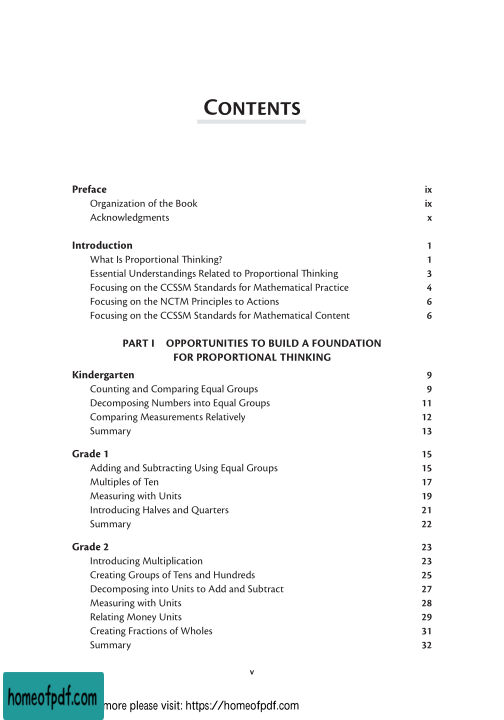 CONTENTS
Preface ix
Organization of the Book ix
Acknowledgments x
Introduction 1
What Is Proportional Thinking? 1
Essential Understandings Related to Proportional Thinking 3
Focusing on the CCSSM Standards for Mathematical Practice 4
Focusing on the NCTM Principles to Actions 6
Focusing on the CCSSM Standards for Mathematical Content 6
PART I OPPORTUNITIES TO BUILD A FOUNDATION
FOR PROPORTIONAL THINKING
Kindergarten 9
Counting and Comparing Equal Groups 9
Decomposing Numbers into Equal Groups 11
Comparing Measurements Relatively 12
Summary 13
Grade 1 15
Adding and Subtracting Using Equal Groups 15
Multiples of Ten 17
Measuring with Units 19
Introducing Halves and Quarters 21
Summary 22
Grade 2 23
Introducing Multiplication 23
Creating Groups of Tens and Hundreds 25
Decomposing into Units to Add and Subtract 27
Measuring with Units 28
Relating Money Units 29
Creating Fractions of Wholes 31
Summary 32
v
homeofpdf.com
more please visit: https://homeofpdf.com